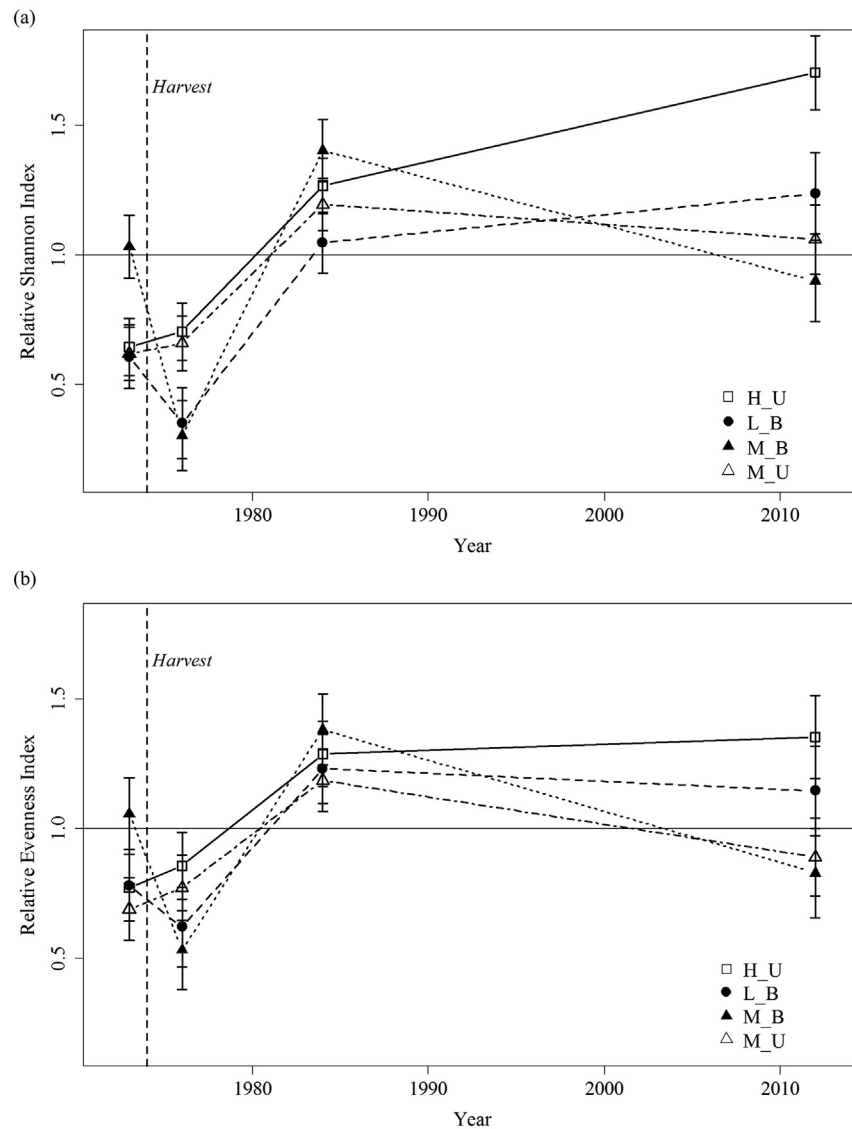 (a)
Harvest
Relative Shannon Index
0.5
1.0
1.5
H_U
L_B
M_B
M_U
1980
1990
2000
2010
Year
(b)
Harvest
Relative Evenness Index
0.5
1.0
1.5
H_U
L_B
M_B
M_U
1980
1990
2000
2010
Year